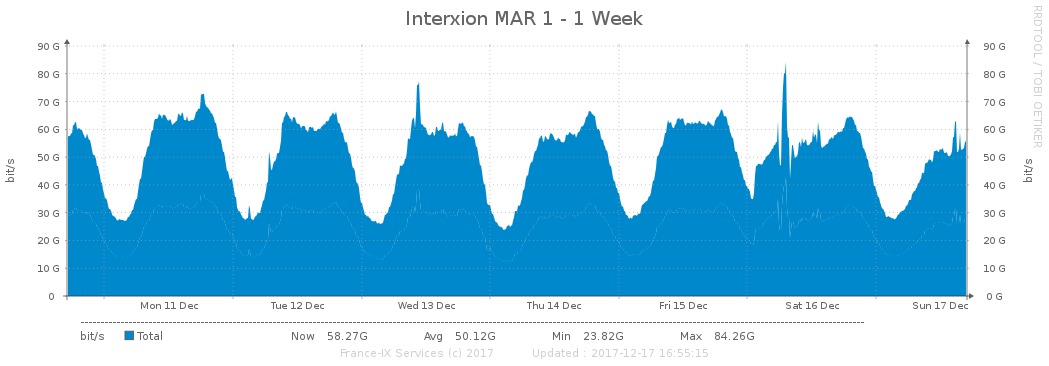 Interxion MAR 1 - 1 Week
RRDTOOL / TOBI OETIKER
bit/s
90 G 90 G
80 G 80 G
70 G 70 G
60 G 60 G
50 G 50 G
40 G 40 G
30 G 30 G
20 G 20 G
10 G 10 G
0 0 G
bit/s
Mon 11 Dec Tue 12 Dec Wed 13 Dec Thu 14 Dec Fri 15 Dec Sat 16 Dec Sun 17 Dec
bit/s Total Now 58.27G Avg 50.12G Min 23.82G Max 84.26G
France-IX Services (c) 2017 Updated : 2017-12-17 16:55:15